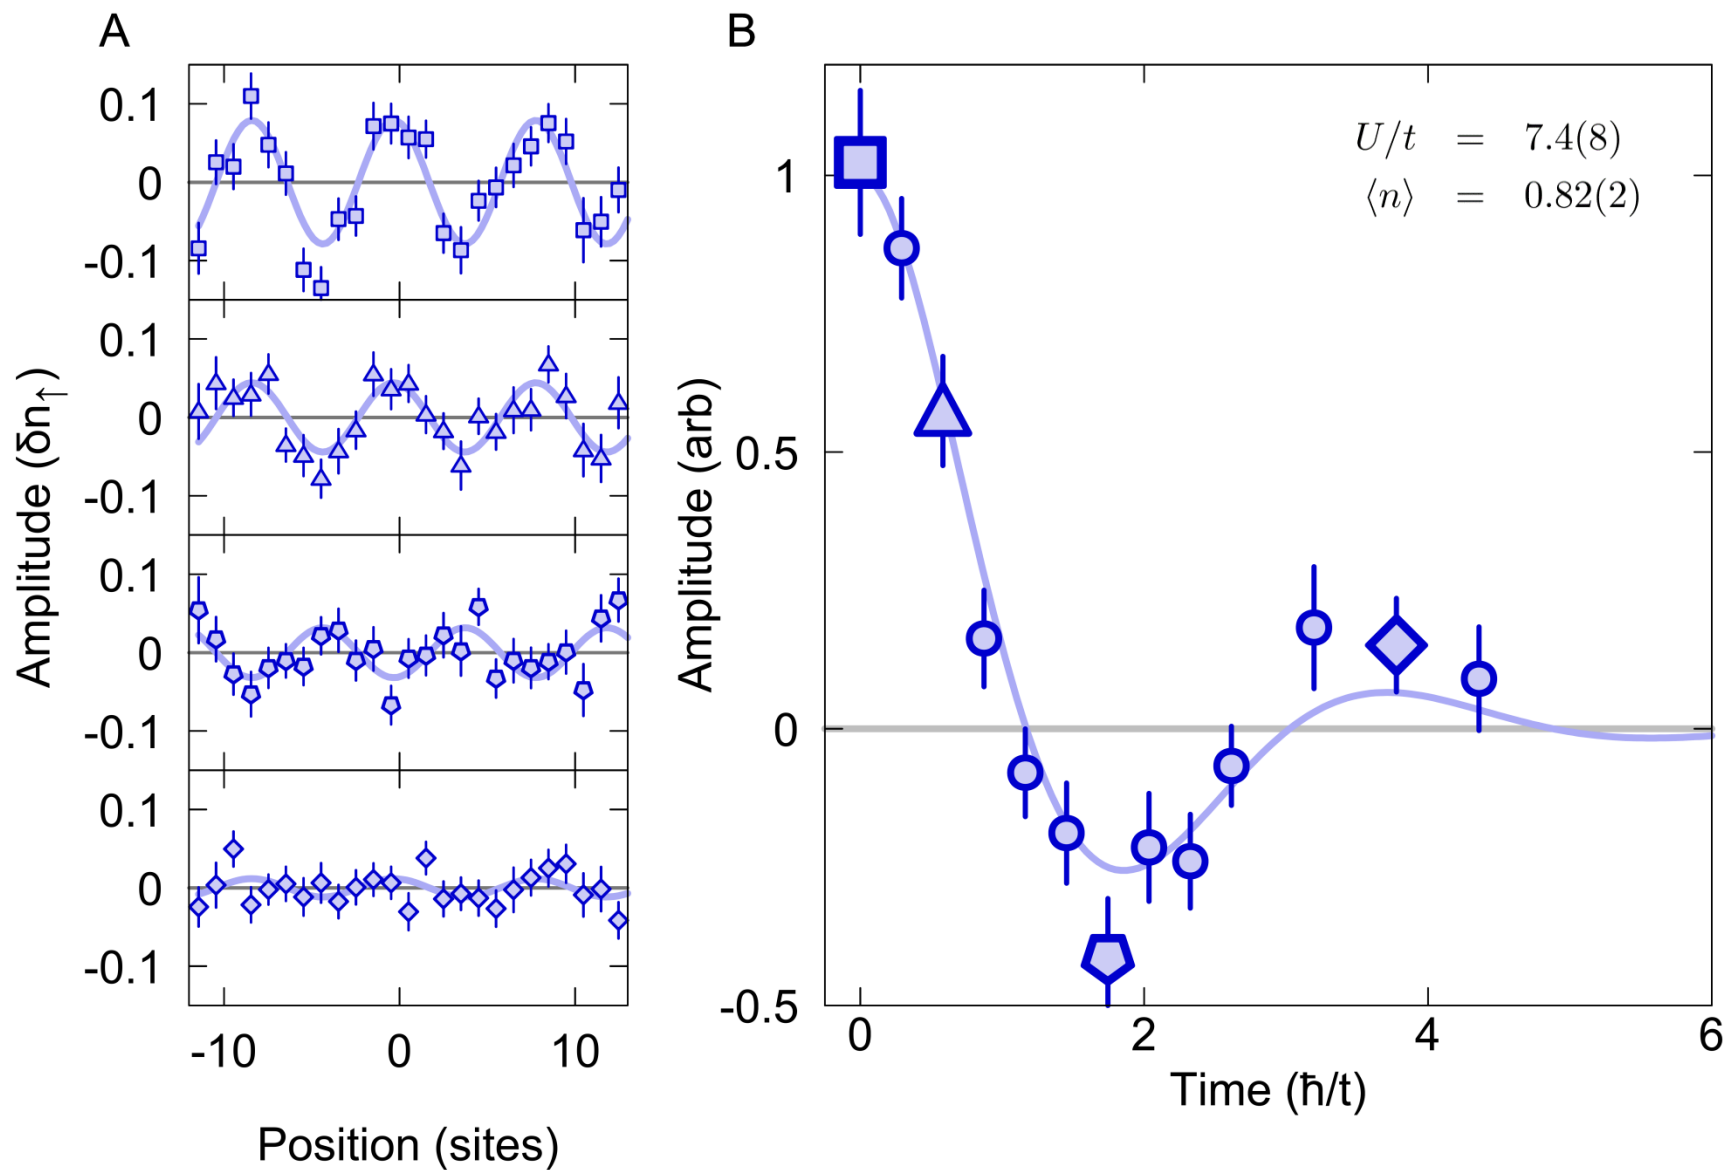 A
B
0.1
0
-0.1
0.1
0
-0.1
0.1
0
-0.1
0.1
0
-0.1
-10
0
10
Amplitude (δn↑)
Position (sites)
1
0.5
0
-0.5
0
2
4
6
Amplitude (arb)
Time (ħ/t)
U/t = 7.4(8)
⟨n⟩ = 0.82(2)